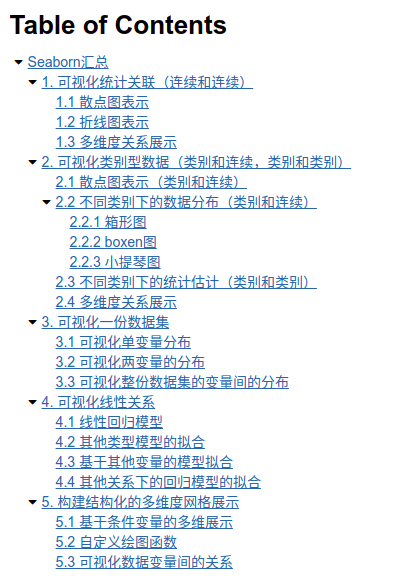 Table of Contents
Seaborn汇总
1. 可视化统计关联（连续和连续）
1.1 散点图表示
1.2 折线图表示
1.3 多维度关系展示
2. 可视化类别型数据（类别和连续，类别和类别）
2.1 散点图表示（类别和连续）
2.2 不同类别下的数据分布（类别和连续）
2.2.1 箱形图
2.2.2 boxen图
2.2.3 小提琴图
2.3 不同类别下的统计估计（类别和类别）
2.4 多维度关系展示
3. 可视化一份数据集
3.1 可视化单变量分布
3.2 可视化两变量的分布
3.3 可视化整份数据集的变量间的分布
4. 可视化线性关系
4.1 线性回归模型
4.2 其他类型模型的拟合
4.3 基于其他变量的模型拟合
4.4 其他关系下的回归模型的拟合
5. 构建结构化的多维度网格展示
5.1 基于条件变量的多维展示
5.2 自定义绘图函数
5.3 可视化数据变量间的关系